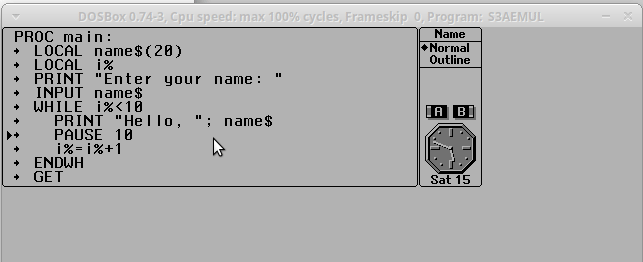 DOSBox 0.74-3, Cpu speed: max 100% cycles, Frameskip 0, Program: S3AEMUL
PROC main:
LOCAL name$(20)
LOCAL i%
PRINT "Enter your name: "
INPUT name$
WHILE i%<10
PRINT "Hello, "; name$
PAUSE 10
i%=i%+1
ENDWH
GET
Name
Normal
Outline
A B
Sat 15